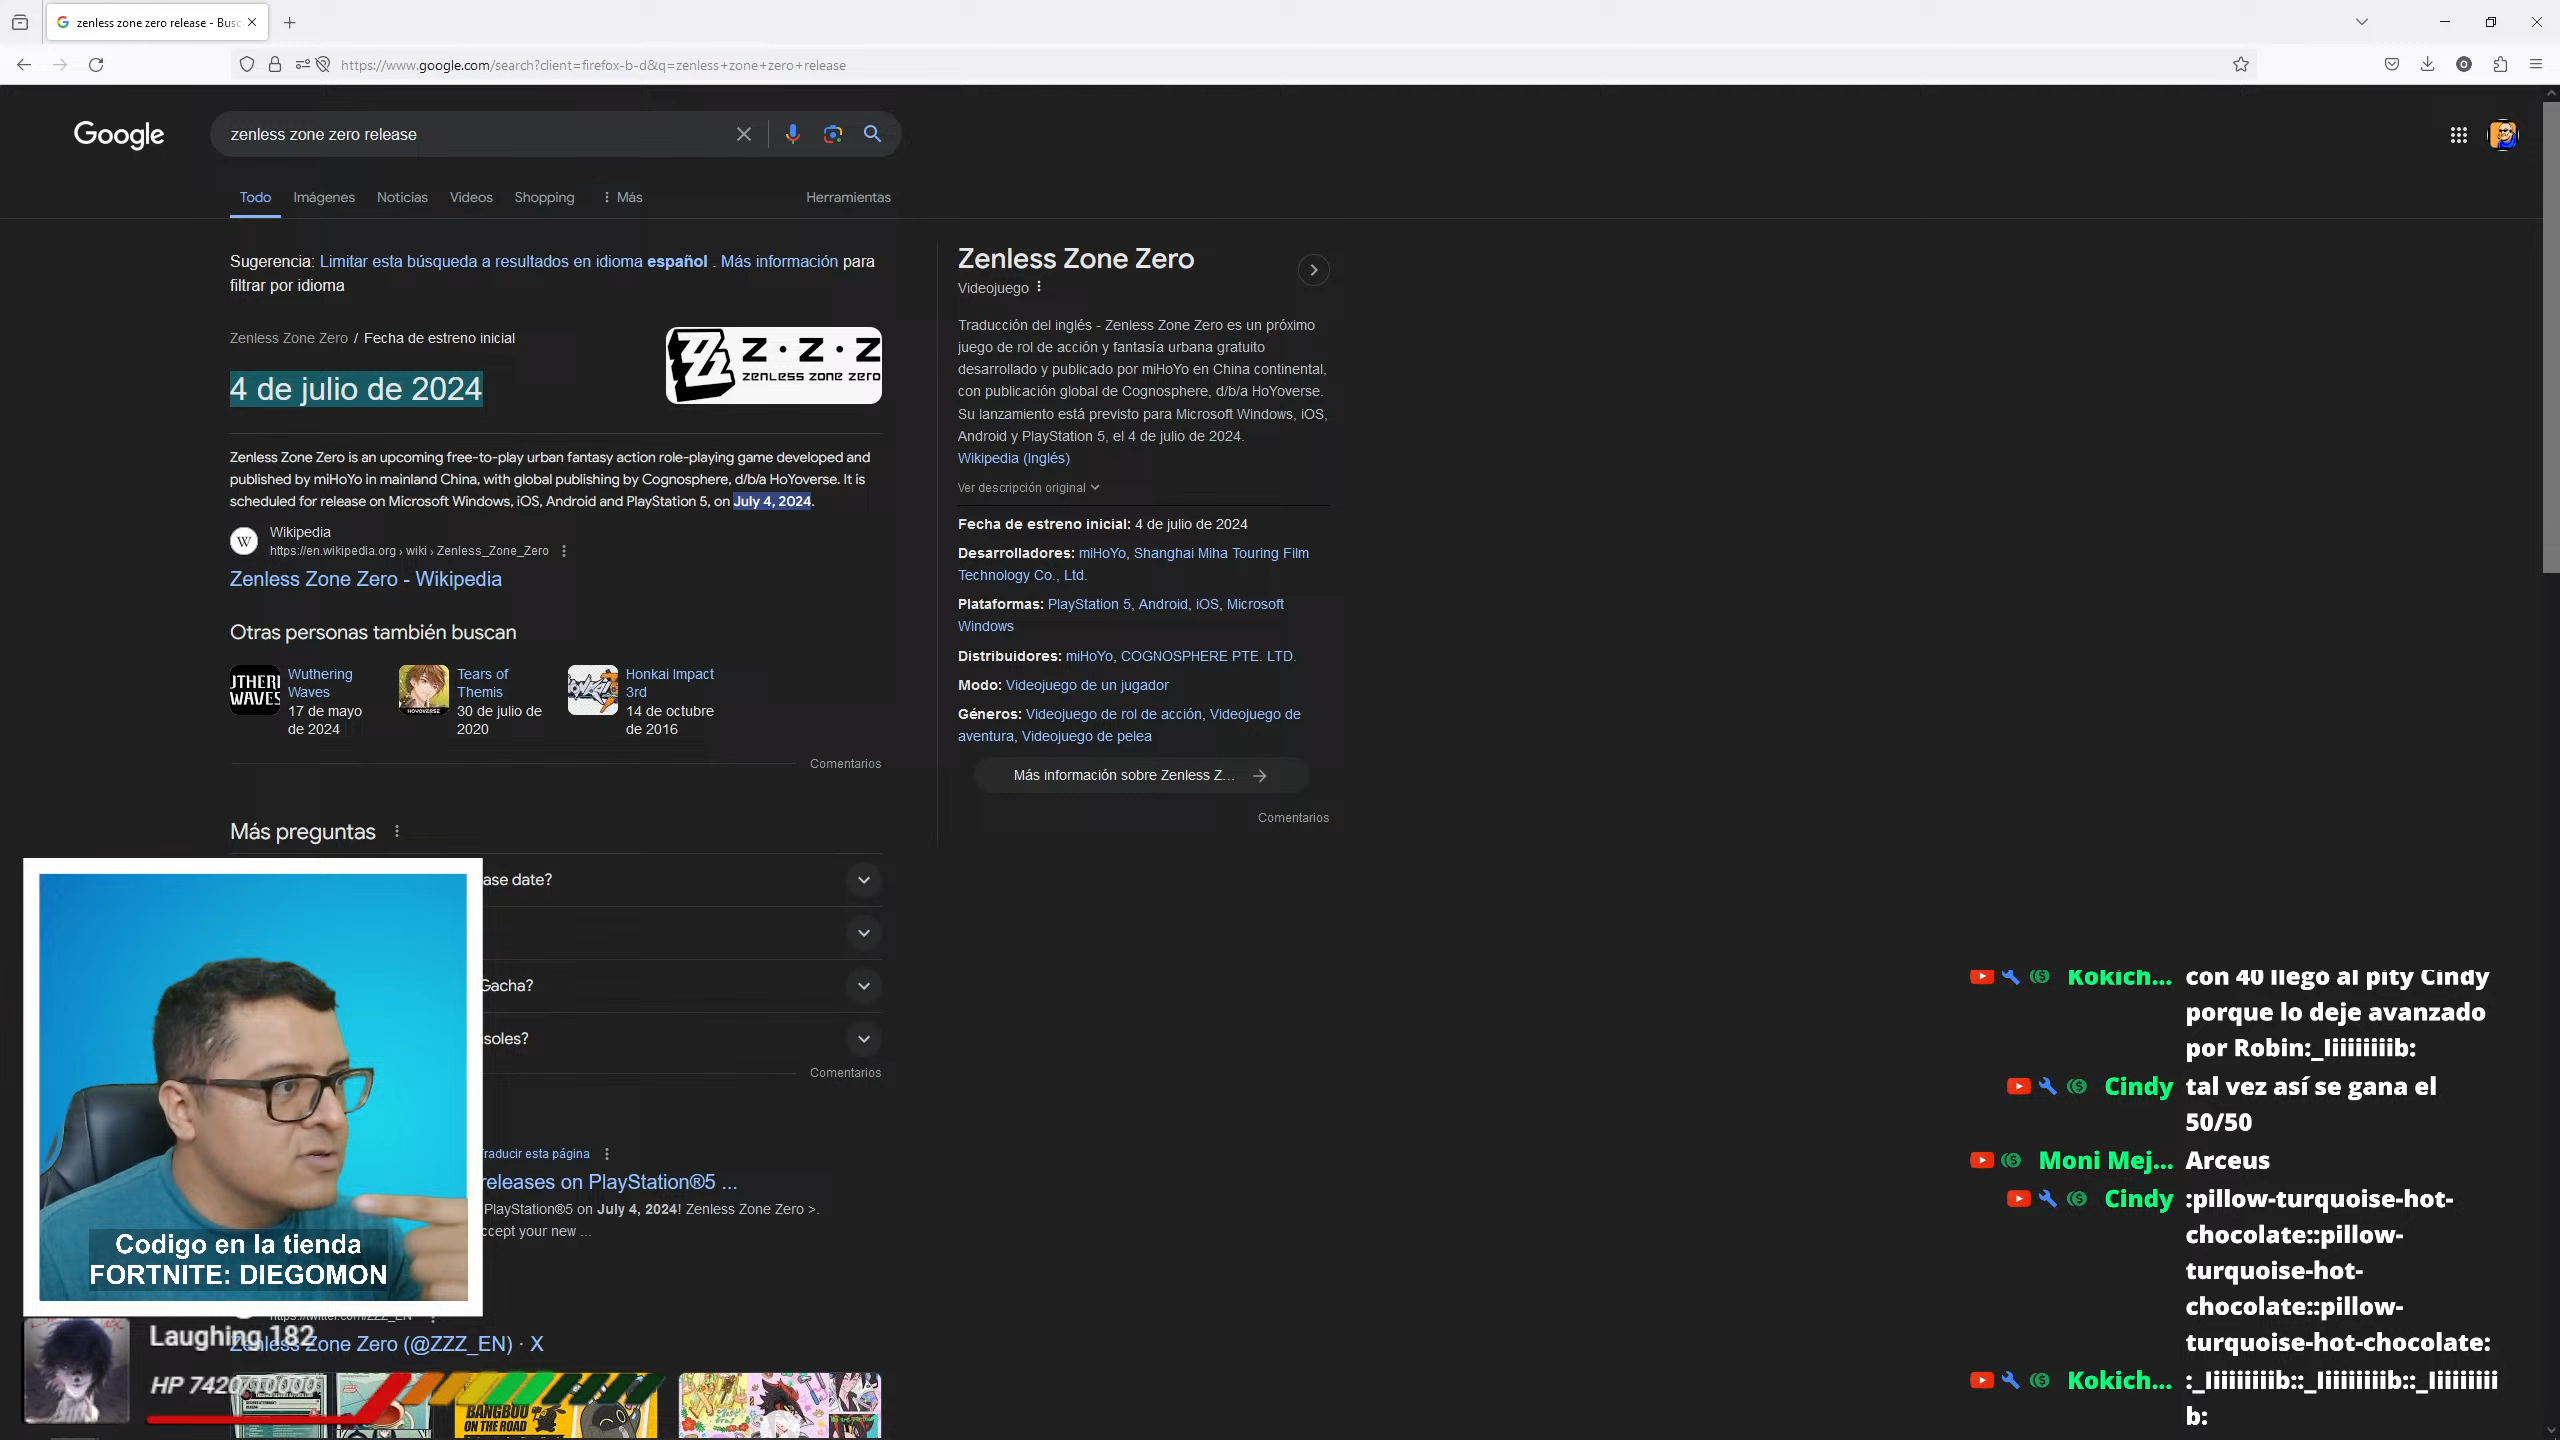 zenless zone zero release - Busc
https://www.google.com/search?client=firefox-b-d&q=zenless+zone+zero+release
Google
zenless zone zero release
Todo
Imágenes
Noticias
Videos
Shopping
Más
Herramientas
Sugerencia: Limitar esta búsqueda a resultados en idioma español . Más información para
filtrar por idioma
Zenless Zone Zero / Fecha de estreno inicial
4 de julio de 2024
Z·Z·Z
ZENLESS ZONE ZERO
Zenless Zone Zero is an upcoming free-to-play urban fantasy action role-playing game developed and
published by miHoYo in mainland China, with global publishing by Cognosphere, d/b/a HoYoverse. It is
scheduled for release on Microsoft Windows, iOS, Android and PlayStation 5, on July 4, 2024.
W
Wikipedia
https://en.wikipedia.org › wiki › Zenless_Zone_Zero
Zenless Zone Zero - Wikipedia
Otras personas también buscan
Wuthering
Waves
17 de mayo
de 2024
Tears of
Themis
30 de julio de
2020
Honkai Impact
3rd
14 de octubre
de 2016
Comentarios
Más preguntas
ase date?
Gacha?
soles?
Comentarios
Traducir esta página
releases on PlayStation®5 ...
PlayStation®5 on July 4, 2024! Zenless Zone Zero >.
ccept your new ...
https://twitter.com/ZZZ_EN
Zenless Zone Zero (@ZZZ_EN) · X
BANGBOO
ON THE ROAD
Zenless Zone Zero
Videojuego
Traducción del inglés - Zenless Zone Zero es un próximo
juego de rol de acción y fantasía urbana gratuito
desarrollado y publicado por miHoYo en China continental,
con publicación global de Cognosphere, d/b/a HoYoverse.
Su lanzamiento está previsto para Microsoft Windows, iOS,
Android y PlayStation 5, el 4 de julio de 2024.
Wikipedia (Inglés)
Ver descripción original
Fecha de estreno inicial: 4 de julio de 2024
Desarrolladores: miHoYo, Shanghai Miha Touring Film
Technology Co., Ltd.
Plataformas: PlayStation 5, Android, iOS, Microsoft
Windows
Distribuidores: miHoYo, COGNOSPHERE PTE. LTD.
Modo: Videojuego de un jugador
Géneros: Videojuego de rol de acción, Videojuego de
aventura, Videojuego de pelea
Más información sobre Zenless Z...
Comentarios
Codigo en la tienda
FORTNITE: DIEGOMON
Laughing 182
HP 7420/10000
Kokich... con 40 llego al pity Cindy
porque lo deje avanzado
por Robin:_Iiiiiiiiib:
Cindy tal vez así se gana el
50/50
Moni Mej... Arceus
Cindy :pillow-turquoise-hot-
chocolate::pillow-
turquoise-hot-
chocolate::pillow-
turquoise-hot-chocolate:
Kokich... :_Iiiiiiiiib::_Iiiiiiiiib::_Iiiiiiiii
b: